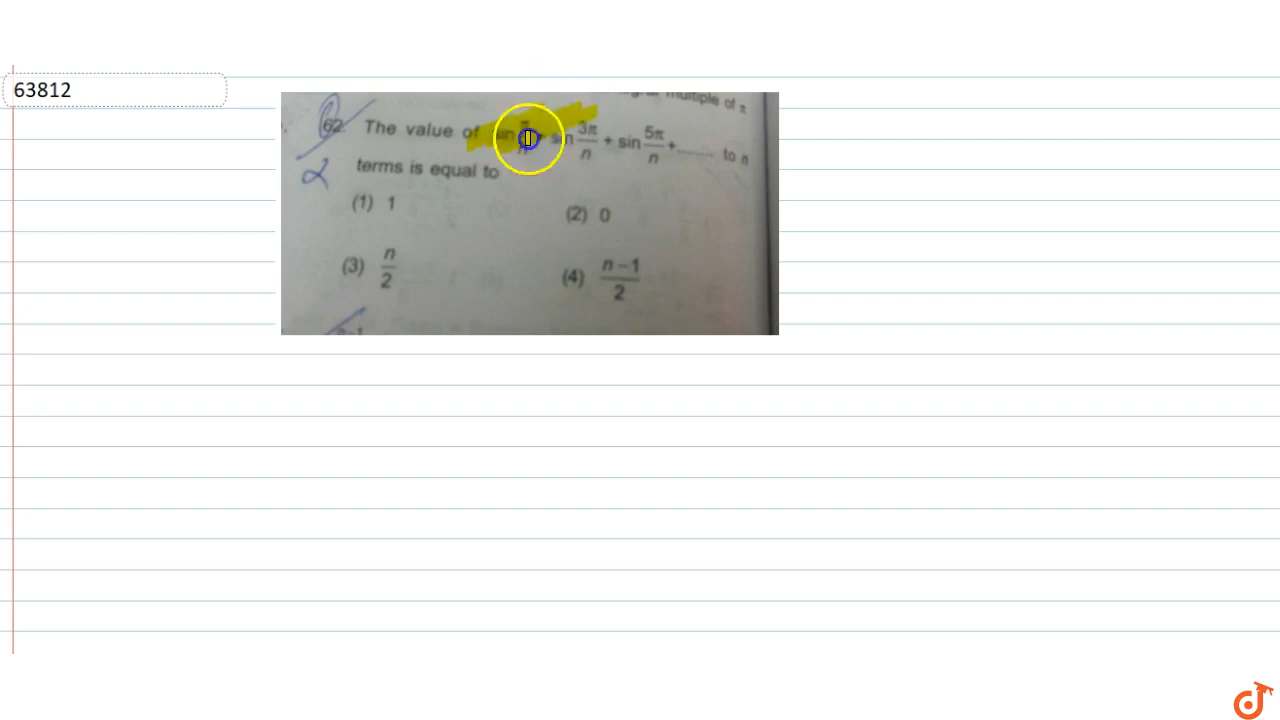 63812
multiple of π
62. The value of sin π/n + sin 3π/n + sin 5π/n + ........ to n
terms is equal to
(1) 1 (2) 0
(3) n/2 (4) n−1/2